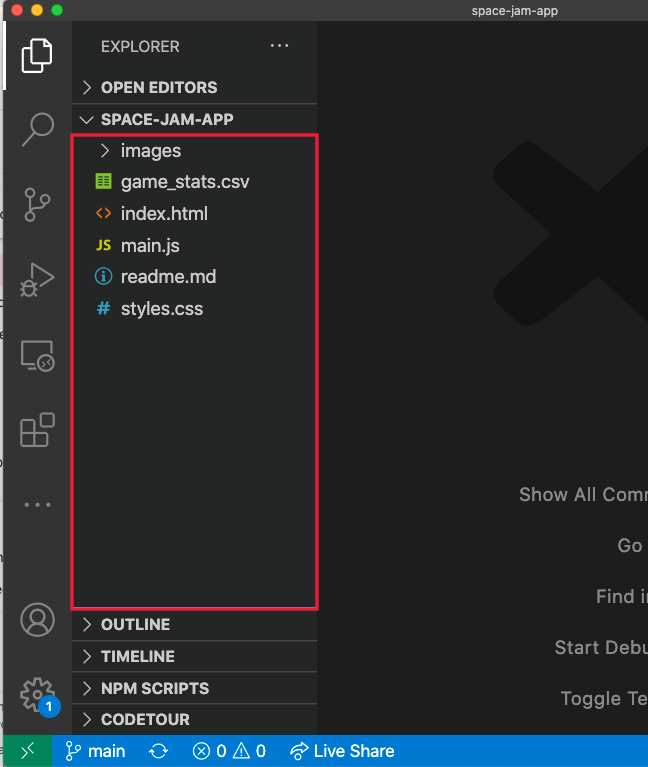 space-jam-app
EXPLORER
OPEN EDITORS
SPACE-JAM-APP
images
game_stats.csv
index.html
JS main.js
readme.md
# styles.css
Show All Comm
Go
Find in
Start Debu
Toggle Te
OUTLINE
TIMELINE
NPM SCRIPTS
1
CODETOUR
main 0 0 Live Share